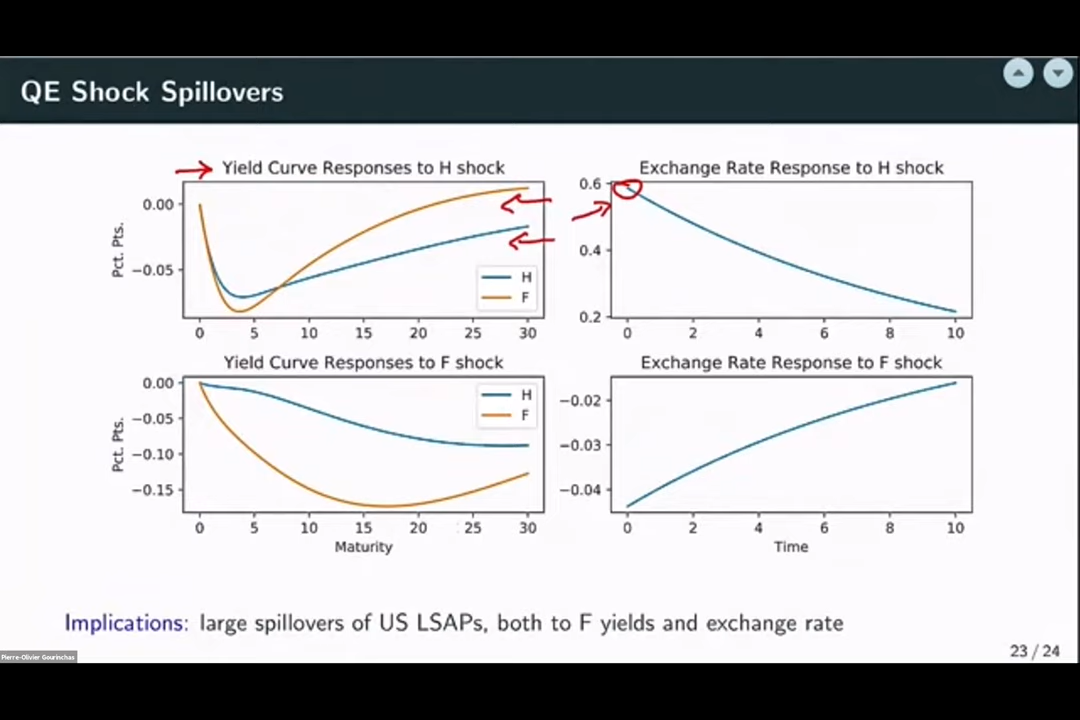 QE Shock Spillovers
Yield Curve Responses to H shock
Pct. Pts.
0.00
−0.05
H
F
0 5 10 15 20 25 30
Exchange Rate Response to H shock
0.6
0.4
0.2
0 2 4 6 8 10
Yield Curve Responses to F shock
Pct. Pts.
0.00
−0.05
−0.10
−0.15
H
F
0 5 10 15 20 25 30
Maturity
Exchange Rate Response to F shock
−0.02
−0.03
−0.04
0 2 4 6 8 10
Time
Implications: large spillovers of US LSAPs, both to F yields and exchange rate
23 / 24
Pierre-Olivier Gourinchas